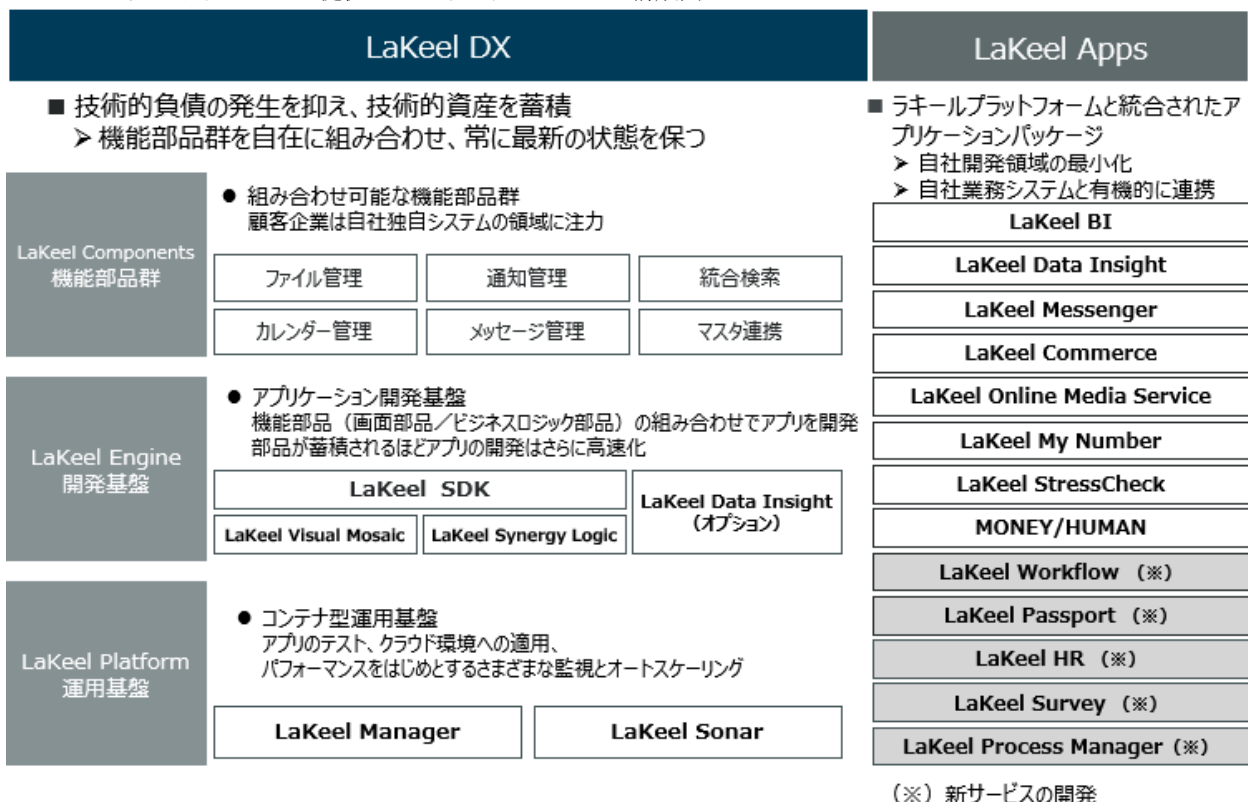 LaKeel DX
■ 技術的負債の発生を抑え、技術的資産を蓄積
➢ 機能部品群を自在に組み合わせ、常に最新の状態を保つ
LaKeel Components
機能部品群
● 組み合わせ可能な機能部品群
顧客企業は自社独自システムの領域に注力
ファイル管理
通知管理
統合検索
カレンダー管理
メッセージ管理
マスタ連携
LaKeel Engine
開発基盤
● アプリケーション開発基盤
機能部品（画面部品／ビジネスロジック部品）の組み合わせでアプリを開発
部品が蓄積されるほどアプリの開発はさらに高速化
LaKeel SDK
LaKeel Visual Mosaic
LaKeel Synergy Logic
LaKeel Data Insight
（オプション）
LaKeel Platform
運用基盤
● コンテナ型運用基盤
アプリのテスト、クラウド環境への適用、
パフォーマンスをはじめとするさまざまな監視とオートスケーリング
LaKeel Manager
LaKeel Sonar
LaKeel Apps
■ ラキールプラットフォームと統合されたア
プリケーションパッケージ
➢ 自社開発領域の最小化
➢ 自社業務システムと有機的に連携
LaKeel BI
LaKeel Data Insight
LaKeel Messenger
LaKeel Commerce
LaKeel Online Media Service
LaKeel My Number
LaKeel StressCheck
MONEY/HUMAN
LaKeel Workflow （※）
LaKeel Passport （※）
LaKeel HR （※）
LaKeel Survey （※）
LaKeel Process Manager（※）
（※）新サービスの開発